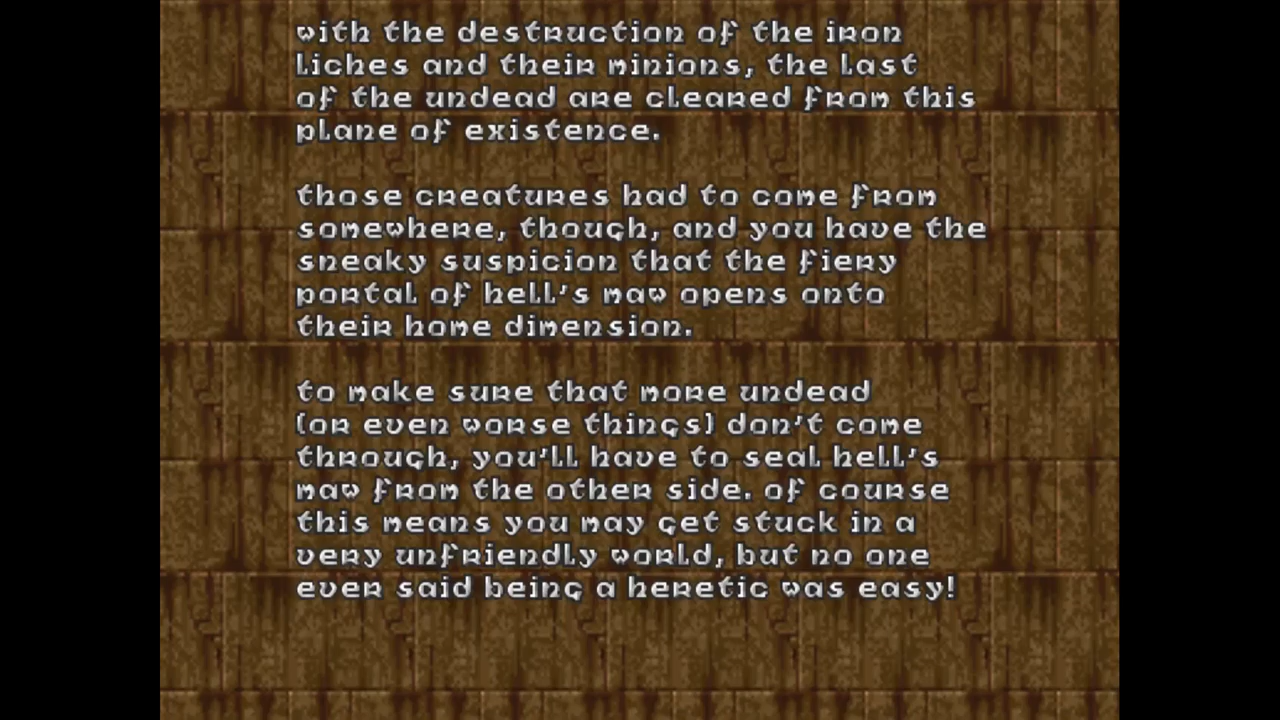 with the destruction of the iron
liches and their minions, the last
of the undead are cleared from this
plane of existence.
those creatures had to come from
somewhere, though, and you have the
sneaky suspicion that the fiery
portal of hell's maw opens onto
their home dimension.
to make sure that more undead
(or even worse things) don't come
through, you'll have to seal hell's
maw from the other side. of course
this means you may get stuck in a
very unfriendly world, but no one
ever said being a heretic was easy!